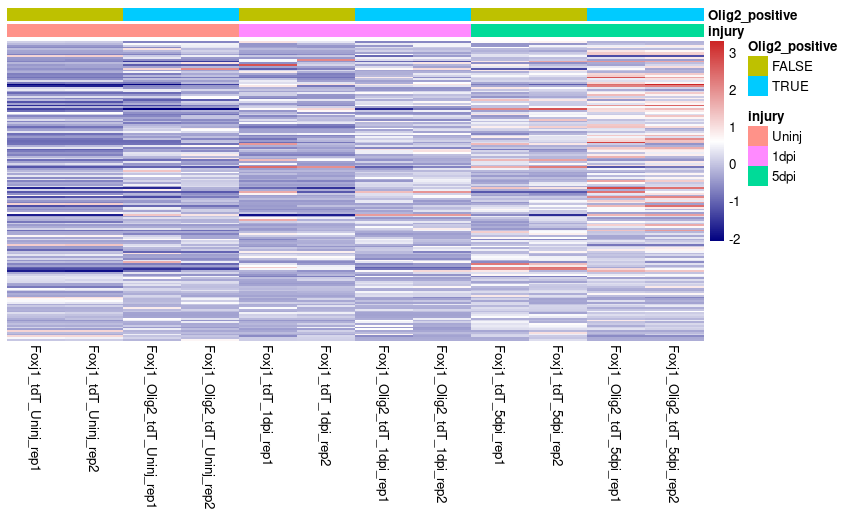 Olig2_positive
injury
3
2
1
0
-1
-2
Olig2_positive
FALSE
TRUE
injury
Uninj
1dpi
5dpi
Foxj1_tdT_Uninj_rep1
Foxj1_tdT_Uninj_rep2
Foxj1_Olig2_tdT_Uninj_rep1
Foxj1_Olig2_tdT_Uninj_rep2
Foxj1_tdT_1dpi_rep1
Foxj1_tdT_1dpi_rep2
Foxj1_Olig2_tdT_1dpi_rep1
Foxj1_Olig2_tdT_1dpi_rep2
Foxj1_tdT_5dpi_rep1
Foxj1_tdT_5dpi_rep2
Foxj1_Olig2_tdT_5dpi_rep1
Foxj1_Olig2_tdT_5dpi_rep2